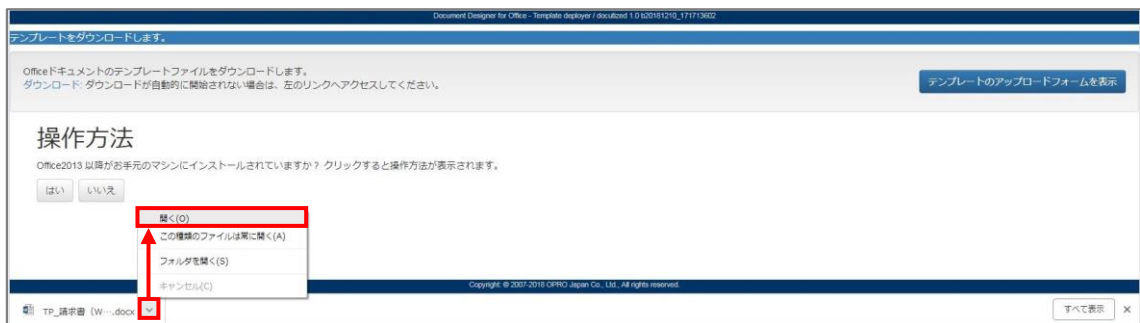 Document Designer for Office - Template deployer / docutized 1.0 b20181210_171713602
テンプレートをダウンロードします。
Officeドキュメントのテンプレートファイルをダウンロードします。
ダウンロード: ダウンロードが自動的に開始されない場合は、左のリンクへアクセスしてください。
テンプレートのアップロードフォームを表示
操作方法
Office2013 以降がお手元のマシンにインストールされていますか？ クリックすると操作方法が表示されます。
はい いいえ
開く(O)
この種類のファイルは常に開く(A)
フォルダを開く(S)
キャンセル(C)
Copyright © 2007-2018 OPRO Japan Co., Ltd., All rights reserved.
TP_請求書（W….docx
すべて表示